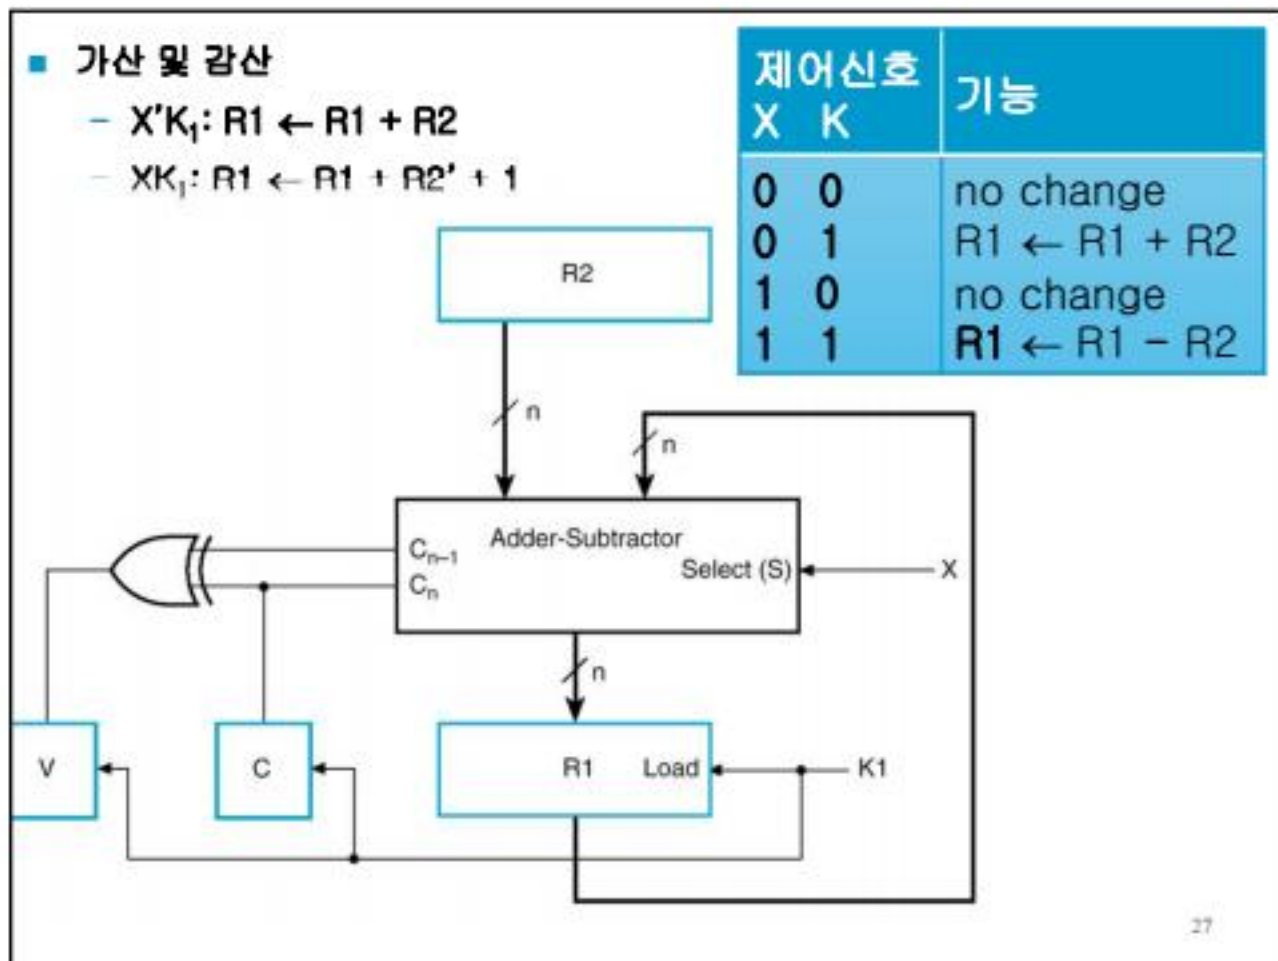 ■ 가산 및 감산
– X'K₁: R1 ← R1 + R2
– XK₁: R1 ← R1 + R2' + 1
제어신호 기능
X K
0 0 no change
0 1 R1 ← R1 + R2
1 0 no change
1 1 R1 ← R1 – R2
R2
n
n
Adder-Subtractor
Cₙ₋₁
Select (S)
X
Cₙ
n
V
C
R1 Load
K1
27